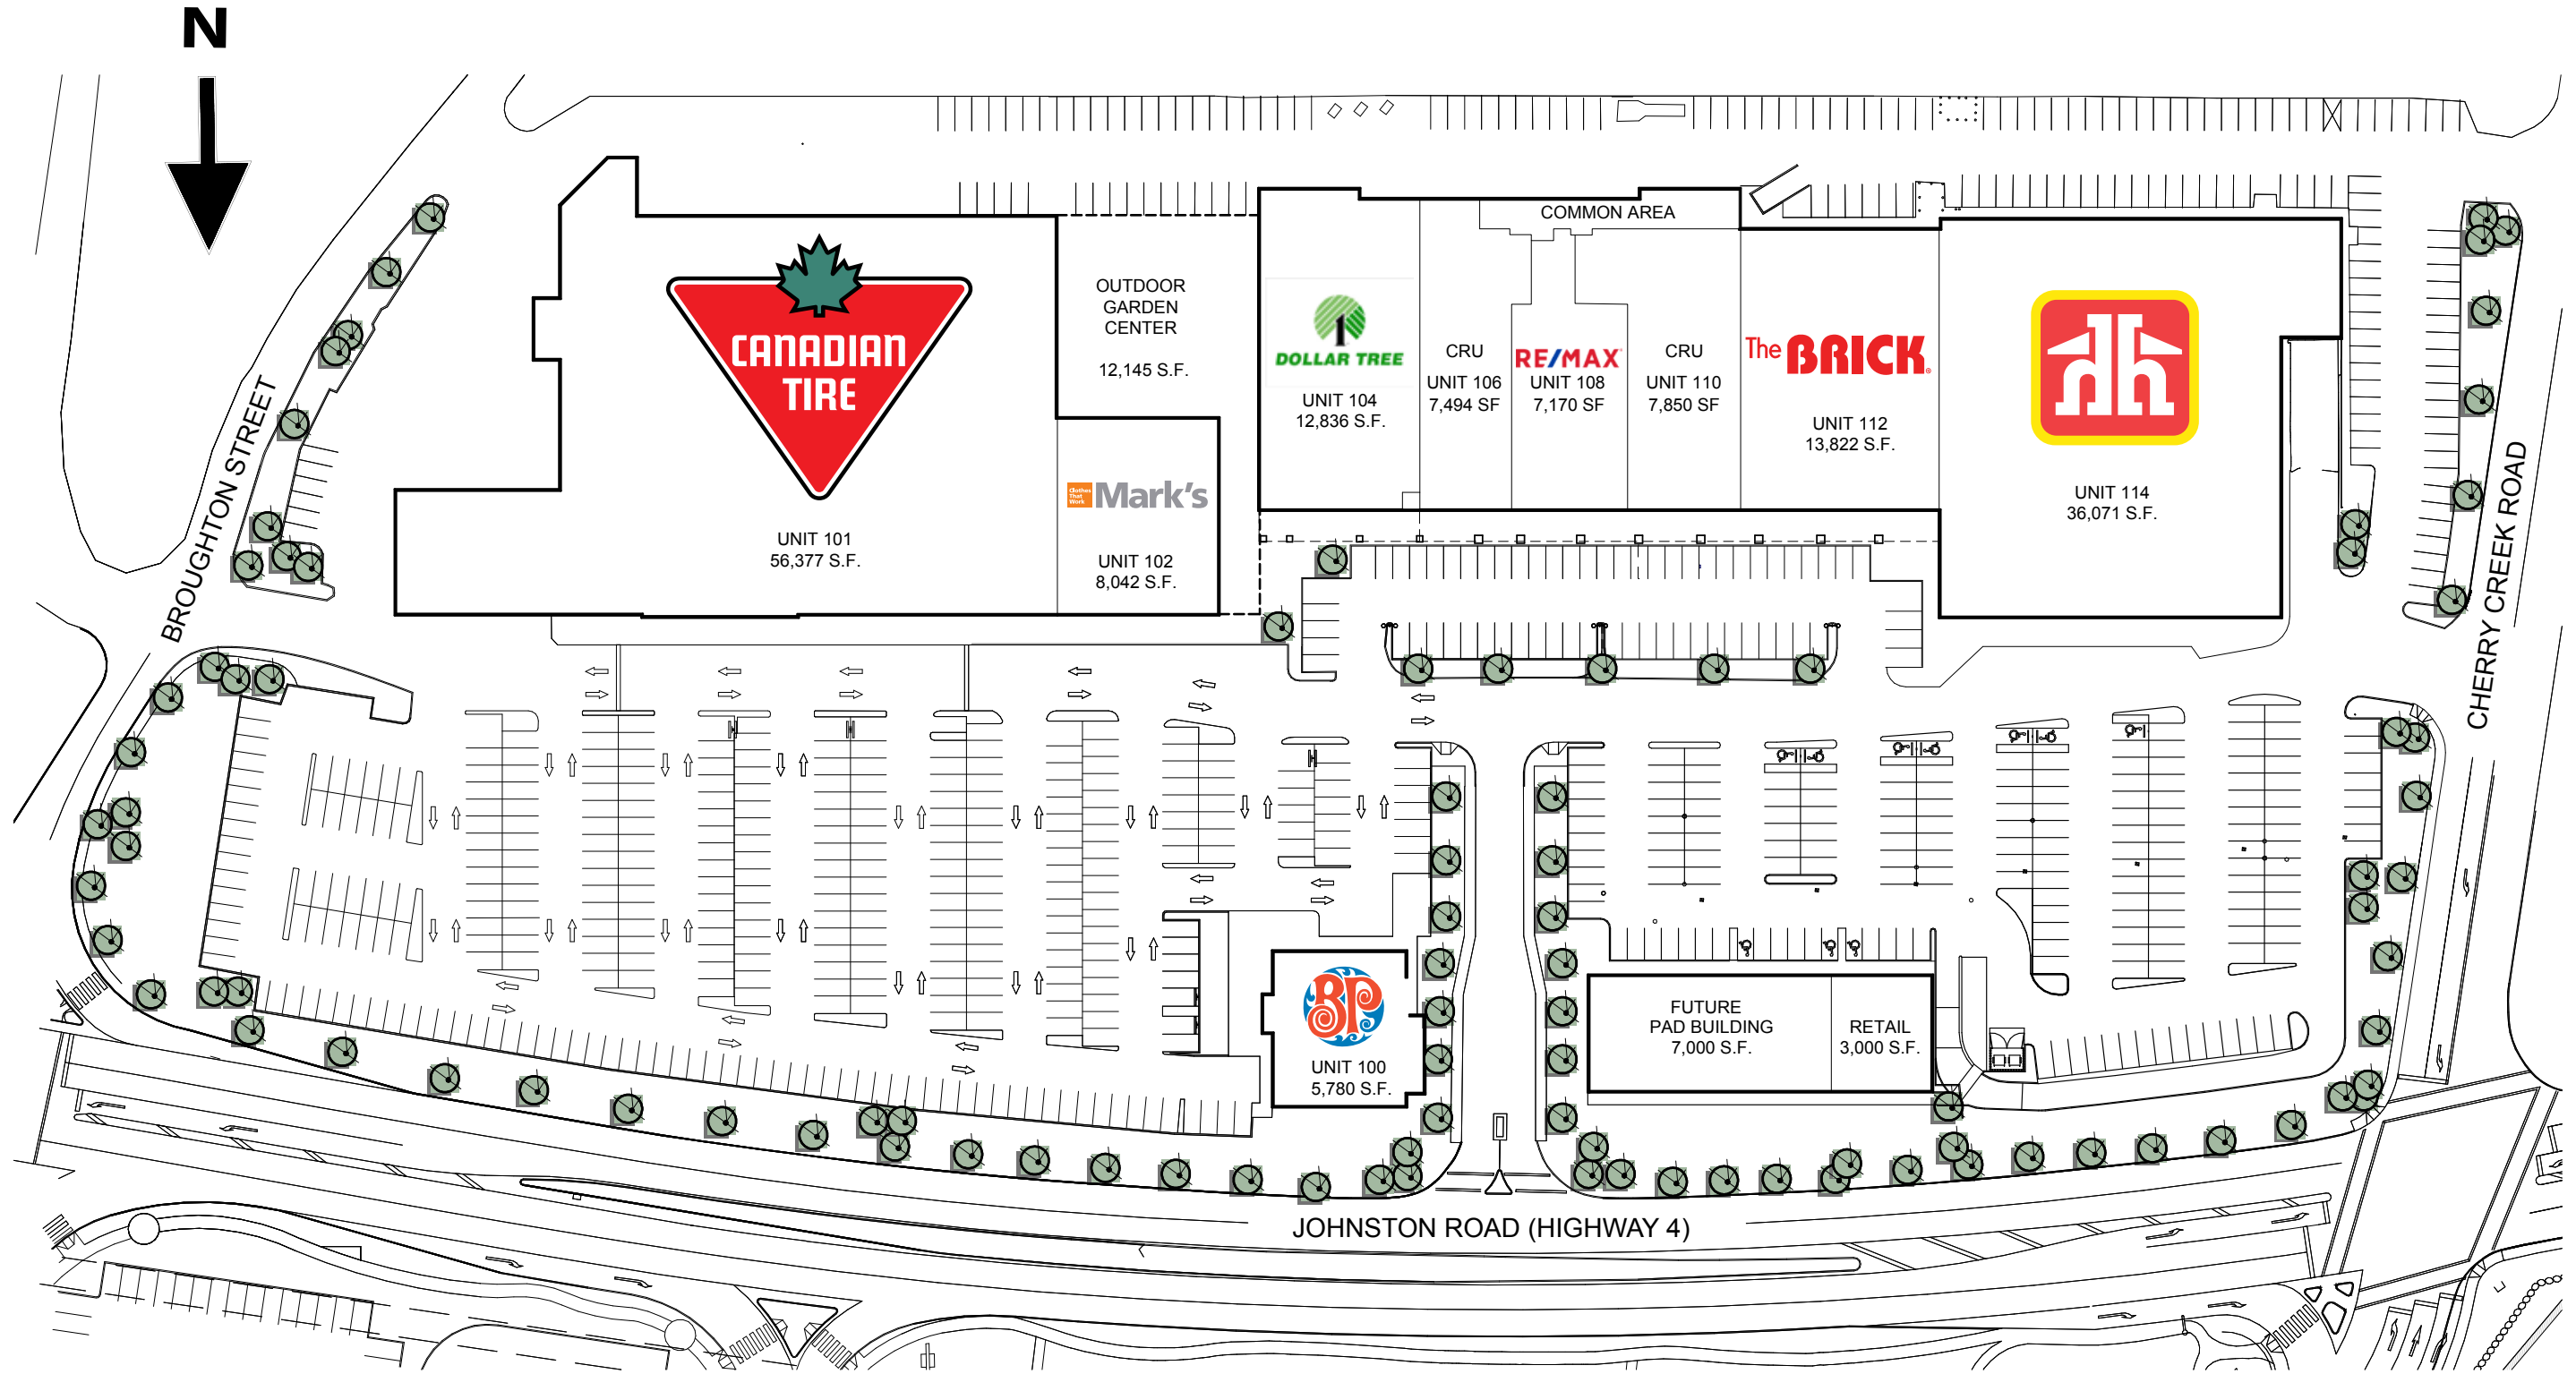 N
BROUGHTON STREET
CANADIAN
TIRE
UNIT 101
56,377 S.F.
OUTDOOR
GARDEN
CENTER
12,145 S.F.
Clothes
That
Work
Mark's
UNIT 102
8,042 S.F.
DOLLAR TREE
UNIT 104
12,836 S.F.
COMMON AREA
CRU
UNIT 106
7,494 SF
RE/MAX
UNIT 108
7,170 SF
CRU
UNIT 110
7,850 SF
The BRICK®
UNIT 112
13,822 S.F.
UNIT 114
36,071 S.F.
CHERRY CREEK ROAD
BP
UNIT 100
5,780 S.F.
FUTURE
PAD BUILDING
7,000 S.F.
RETAIL
3,000 S.F.
JOHNSTON ROAD (HIGHWAY 4)